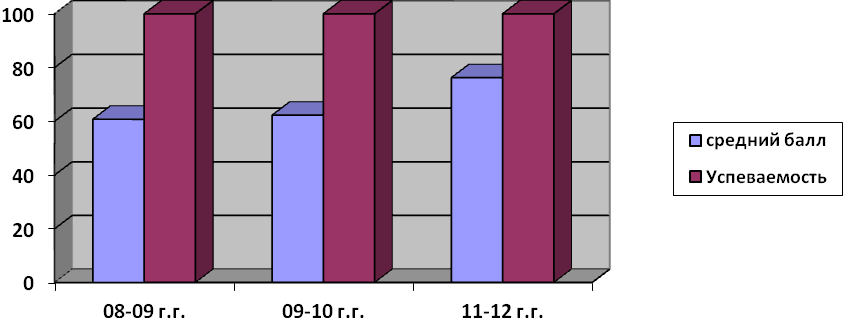 100
80
60
40
20
0
08-09 г.г.
09-10 г.г.
11-12 г.г.
средний балл
Успеваемость